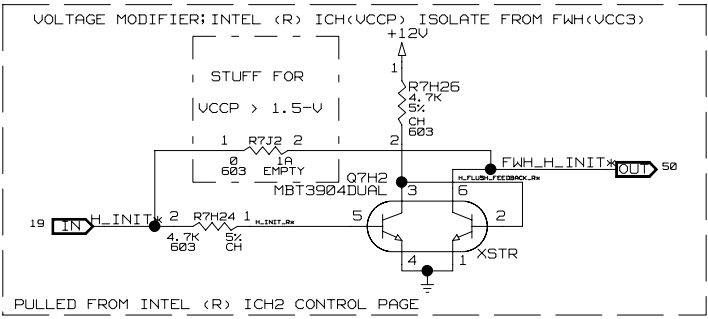 VOLTAGE MODIFIER; INTEL (R) ICH(VCCP) ISOLATE FROM FWH(VCC3)
+12V
STUFF FOR
VCCP > 1.5-V
1
R7H26
4.7K
5%
CH
603
2
1 R7J2 2
0 1A
603 EMPTY
FWH_H_INIT*
OUT 50
Q7H2
MBT3904DUAL
H_FLUSH_FEEDBACK_R*
3 6
19 IN H_INIT*
2 R7H24 1
H_INIT_R*
5 2
4.7K 5%
603 CH
4 1
XSTR
PULLED FROM INTEL (R) ICH2 CONTROL PAGE